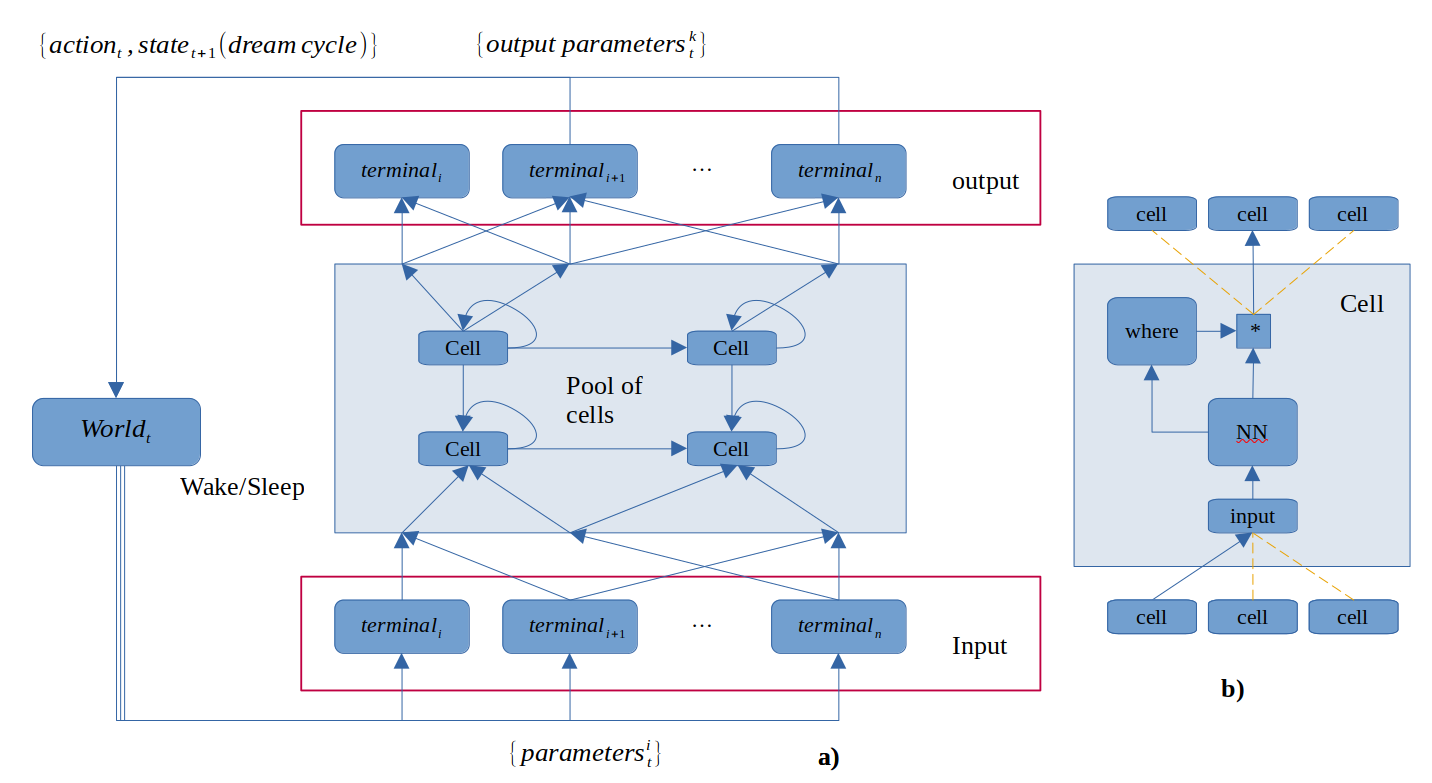 {action_t , state_{t+1}(dream cycle)} {output parameters_t^k}
terminal_i terminal_{i+1} ... terminal_n output
cell cell cell
Cell
where *
Cell Cell
Pool of
cells
World_t NN
Cell Cell
Wake/Sleep
input
cell cell cell
terminal_i terminal_{i+1} ... terminal_n Input
b)
{parameters_t^i} a)